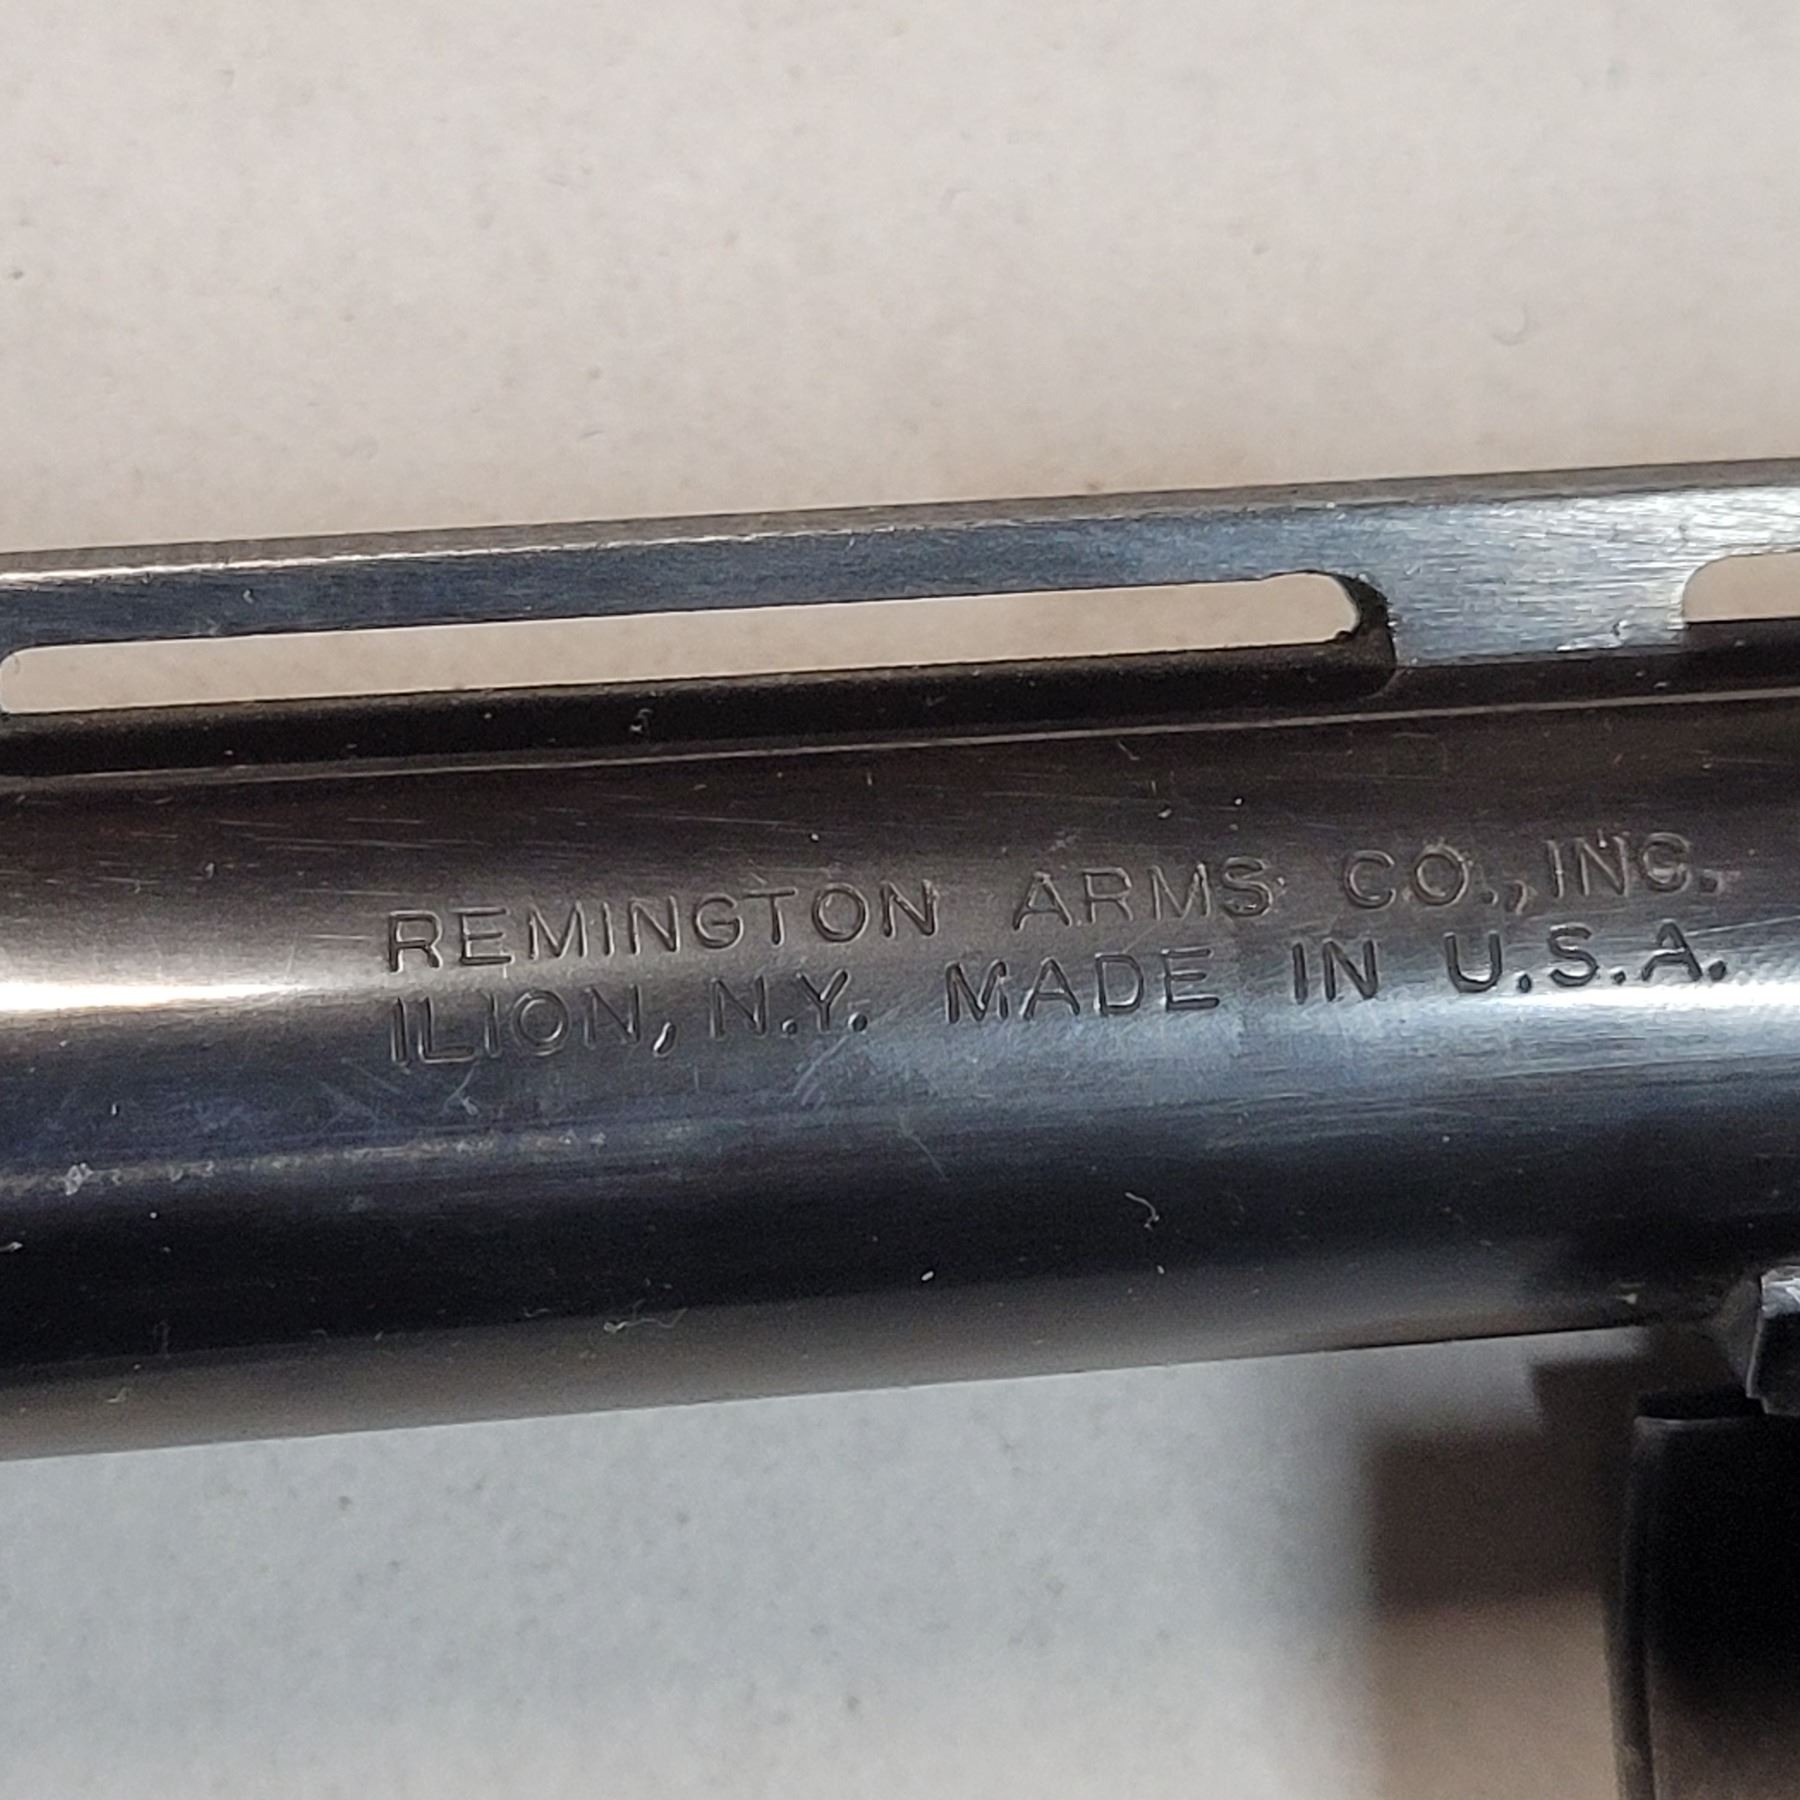 REMINGTON ARMS CO., INC.
ILION, N.Y. MADE IN U.S.A.